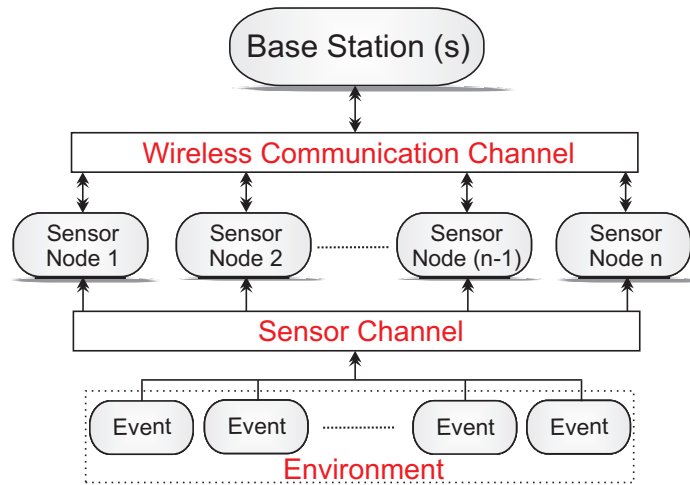 Base Station (s)
Wireless Communication Channel
Sensor
Node 1
Sensor
Node 2
Sensor
Node (n-1)
Sensor
Node n
Sensor Channel
Event
Event
Event
Event
Environment